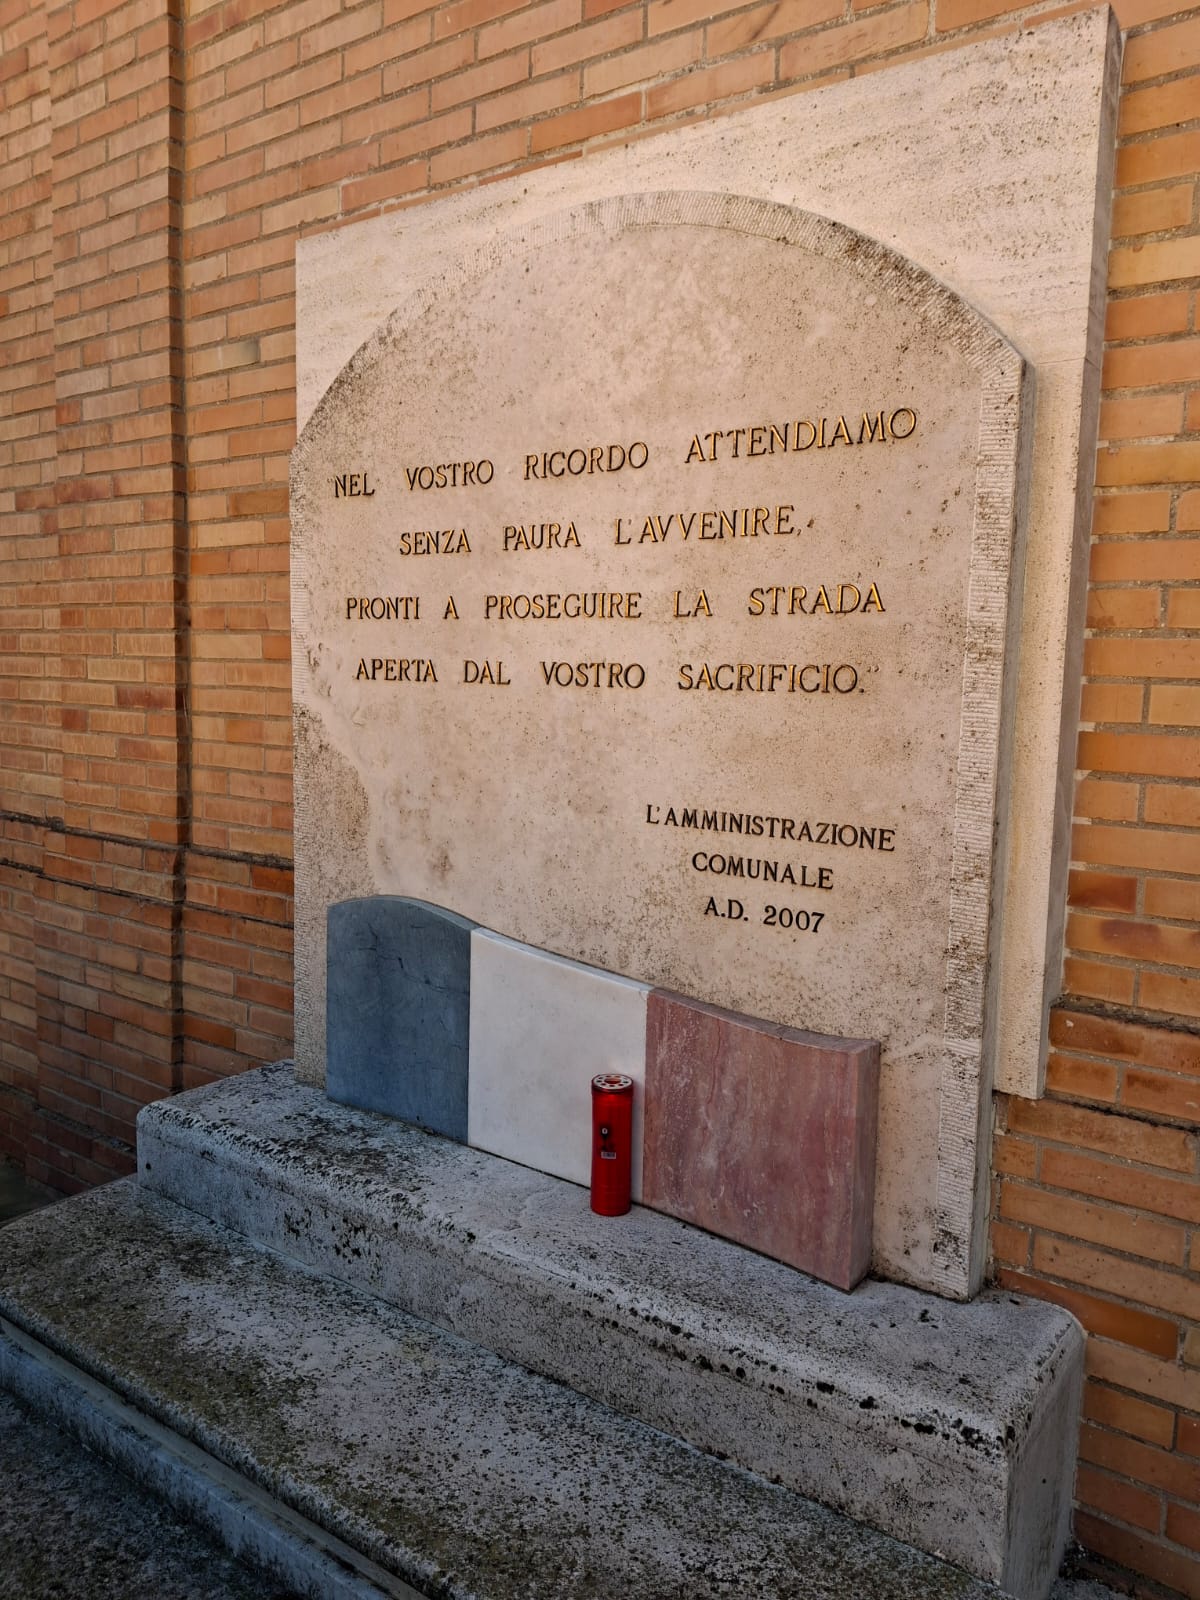 "NEL VOSTRO RICORDO ATTENDIAMO
SENZA PAURA L'AVVENIRE,
PRONTI A PROSEGUIRE LA STRADA
APERTA DAL VOSTRO SACRIFICIO."
L'AMMINISTRAZIONE
COMUNALE
A.D. 2007